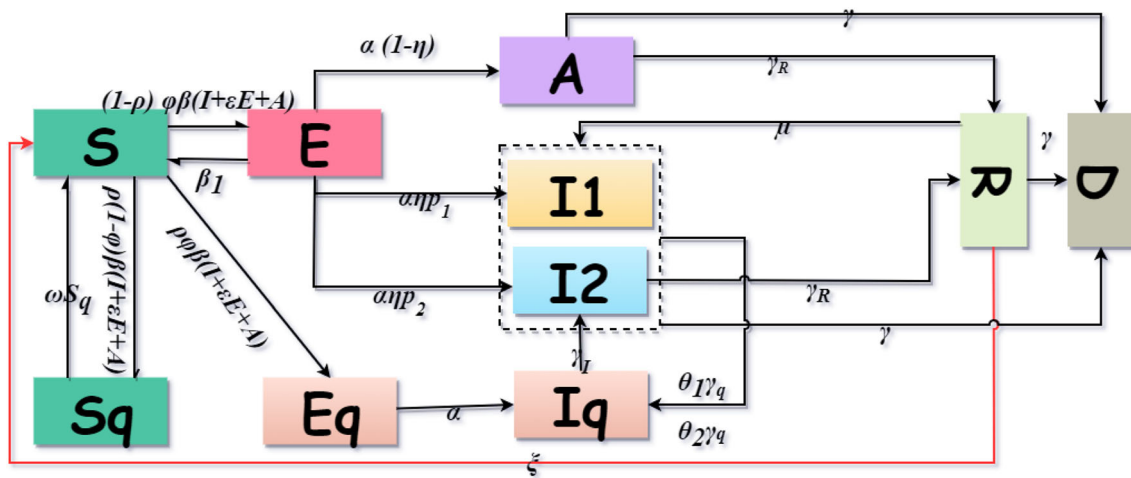 γ
α (1-η)
A
γR
(1-ρ) φβ(I+εE+A)
S
E
μ
β1
R
γ
D
αηp1
I1
ρ(1-φ)β(I+εE+A)
ρφβ(I+εE+A)
ωSq
αηp2
I2
γR
γ
γI
Sq
Eq
α
Iq
θ1γq
θ2γq
ξ